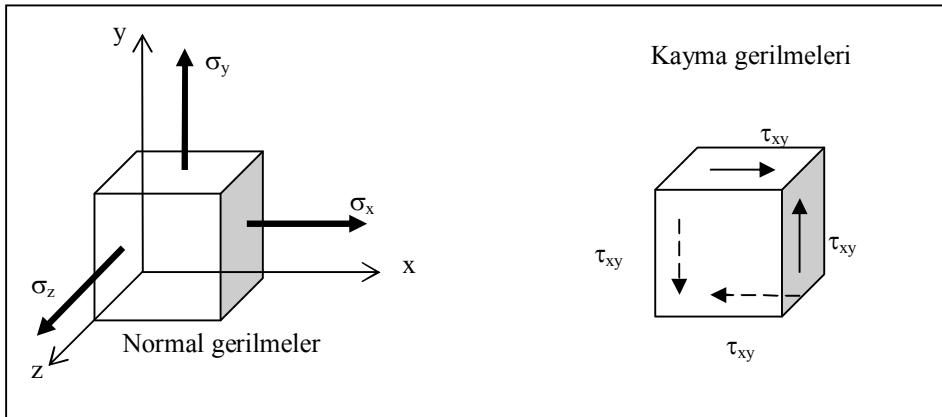 y
σy
σx
x
σz
z
Normal gerilmeler
Kayma gerilmeleri
τxy
τxy
τxy
τxy